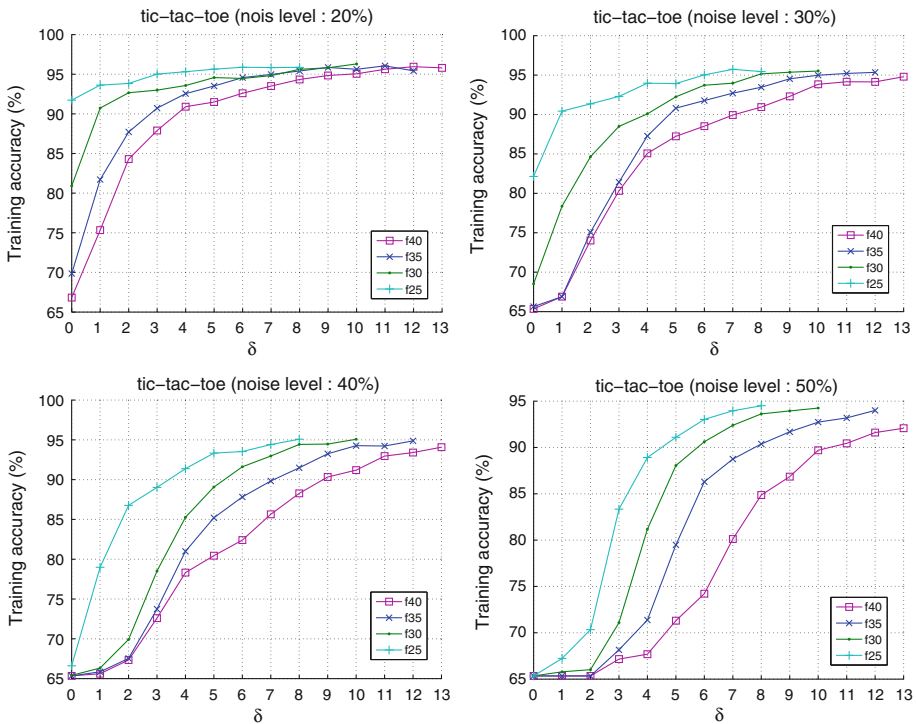 tic-tac-toe (nois level : 20%)
Training accuracy (%)
100
95
90
85
80
75
70
65
0 1 2 3 4 5 6 7 8 9 10 11 12 13
δ
f40
f35
f30
f25
tic-tac-toe (noise level : 30%)
Training accuracy (%)
100
95
90
85
80
75
70
65
0 1 2 3 4 5 6 7 8 9 10 11 12 13
δ
f40
f35
f30
f25
tic-tac-toe (noise level : 40%)
Training accuracy (%)
100
95
90
85
80
75
70
65
0 1 2 3 4 5 6 7 8 9 10 11 12 13
δ
f40
f35
f30
f25
tic-tac-toe (noise level : 50%)
Training accuracy (%)
95
90
85
80
75
70
65
0 1 2 3 4 5 6 7 8 9 10 11 12 13
δ
f40
f35
f30
f25